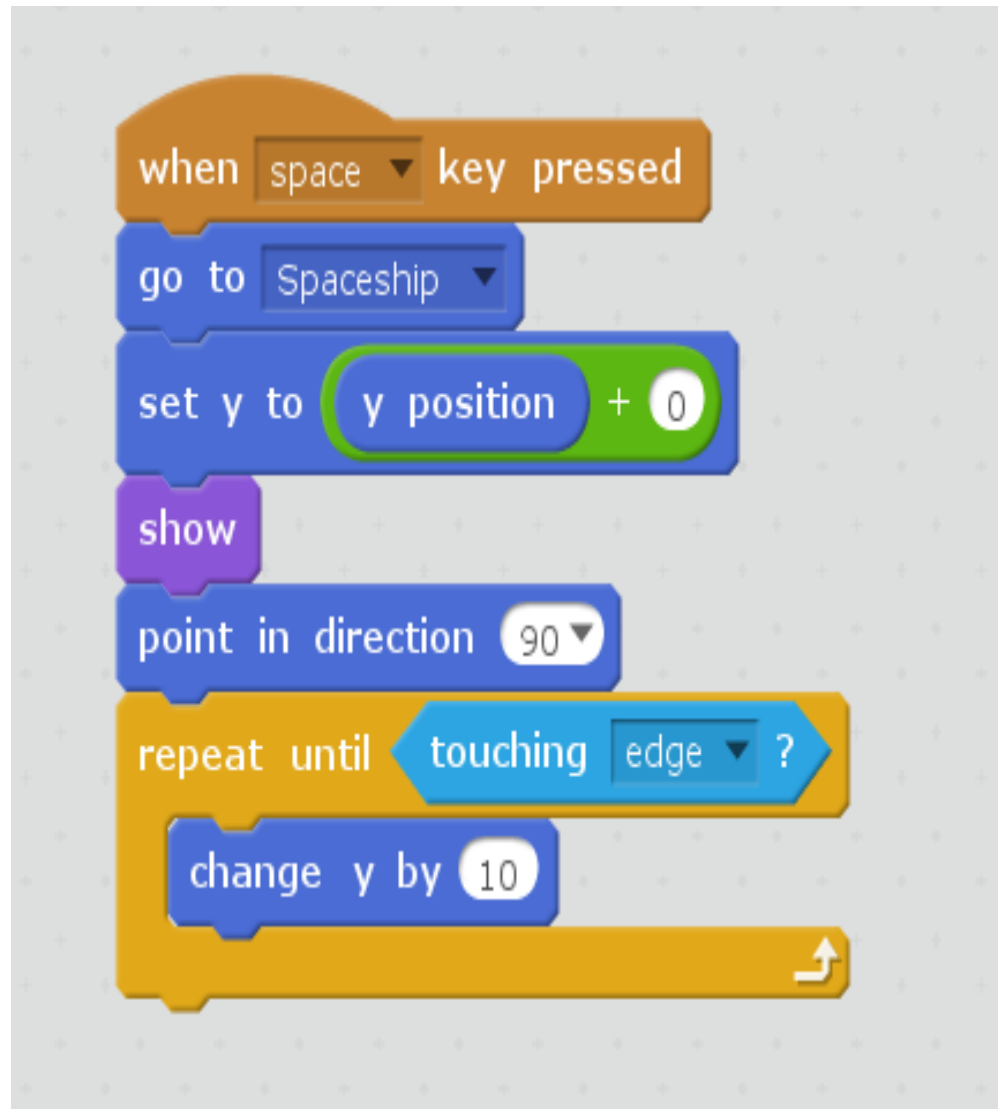 when space key pressed
go to Spaceship
set y to y position + 0
show
point in direction 90
repeat until touching edge ?
change y by 10